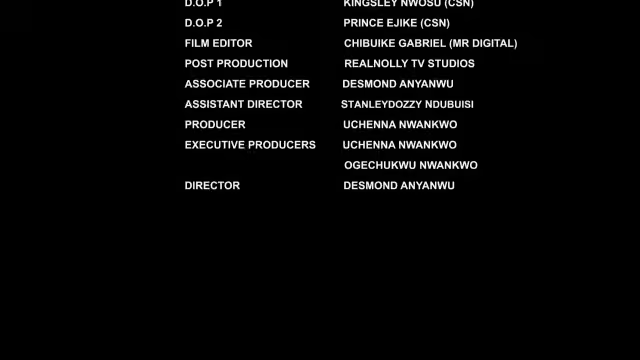 D.O.P 1 KINGSLEY NWOSU (CSN)
D.O.P 2 PRINCE EJIKE (CSN)
FILM EDITOR CHIBUIKE GABRIEL (MR DIGITAL)
POST PRODUCTION REALNOLLY TV STUDIOS
ASSOCIATE PRODUCER DESMOND ANYANWU
ASSISTANT DIRECTOR STANLEYDOZZY NDUBUISI
PRODUCER UCHENNA NWANKWO
EXECUTIVE PRODUCERS UCHENNA NWANKWO
OGECHUKWU NWANKWO
DIRECTOR DESMOND ANYANWU